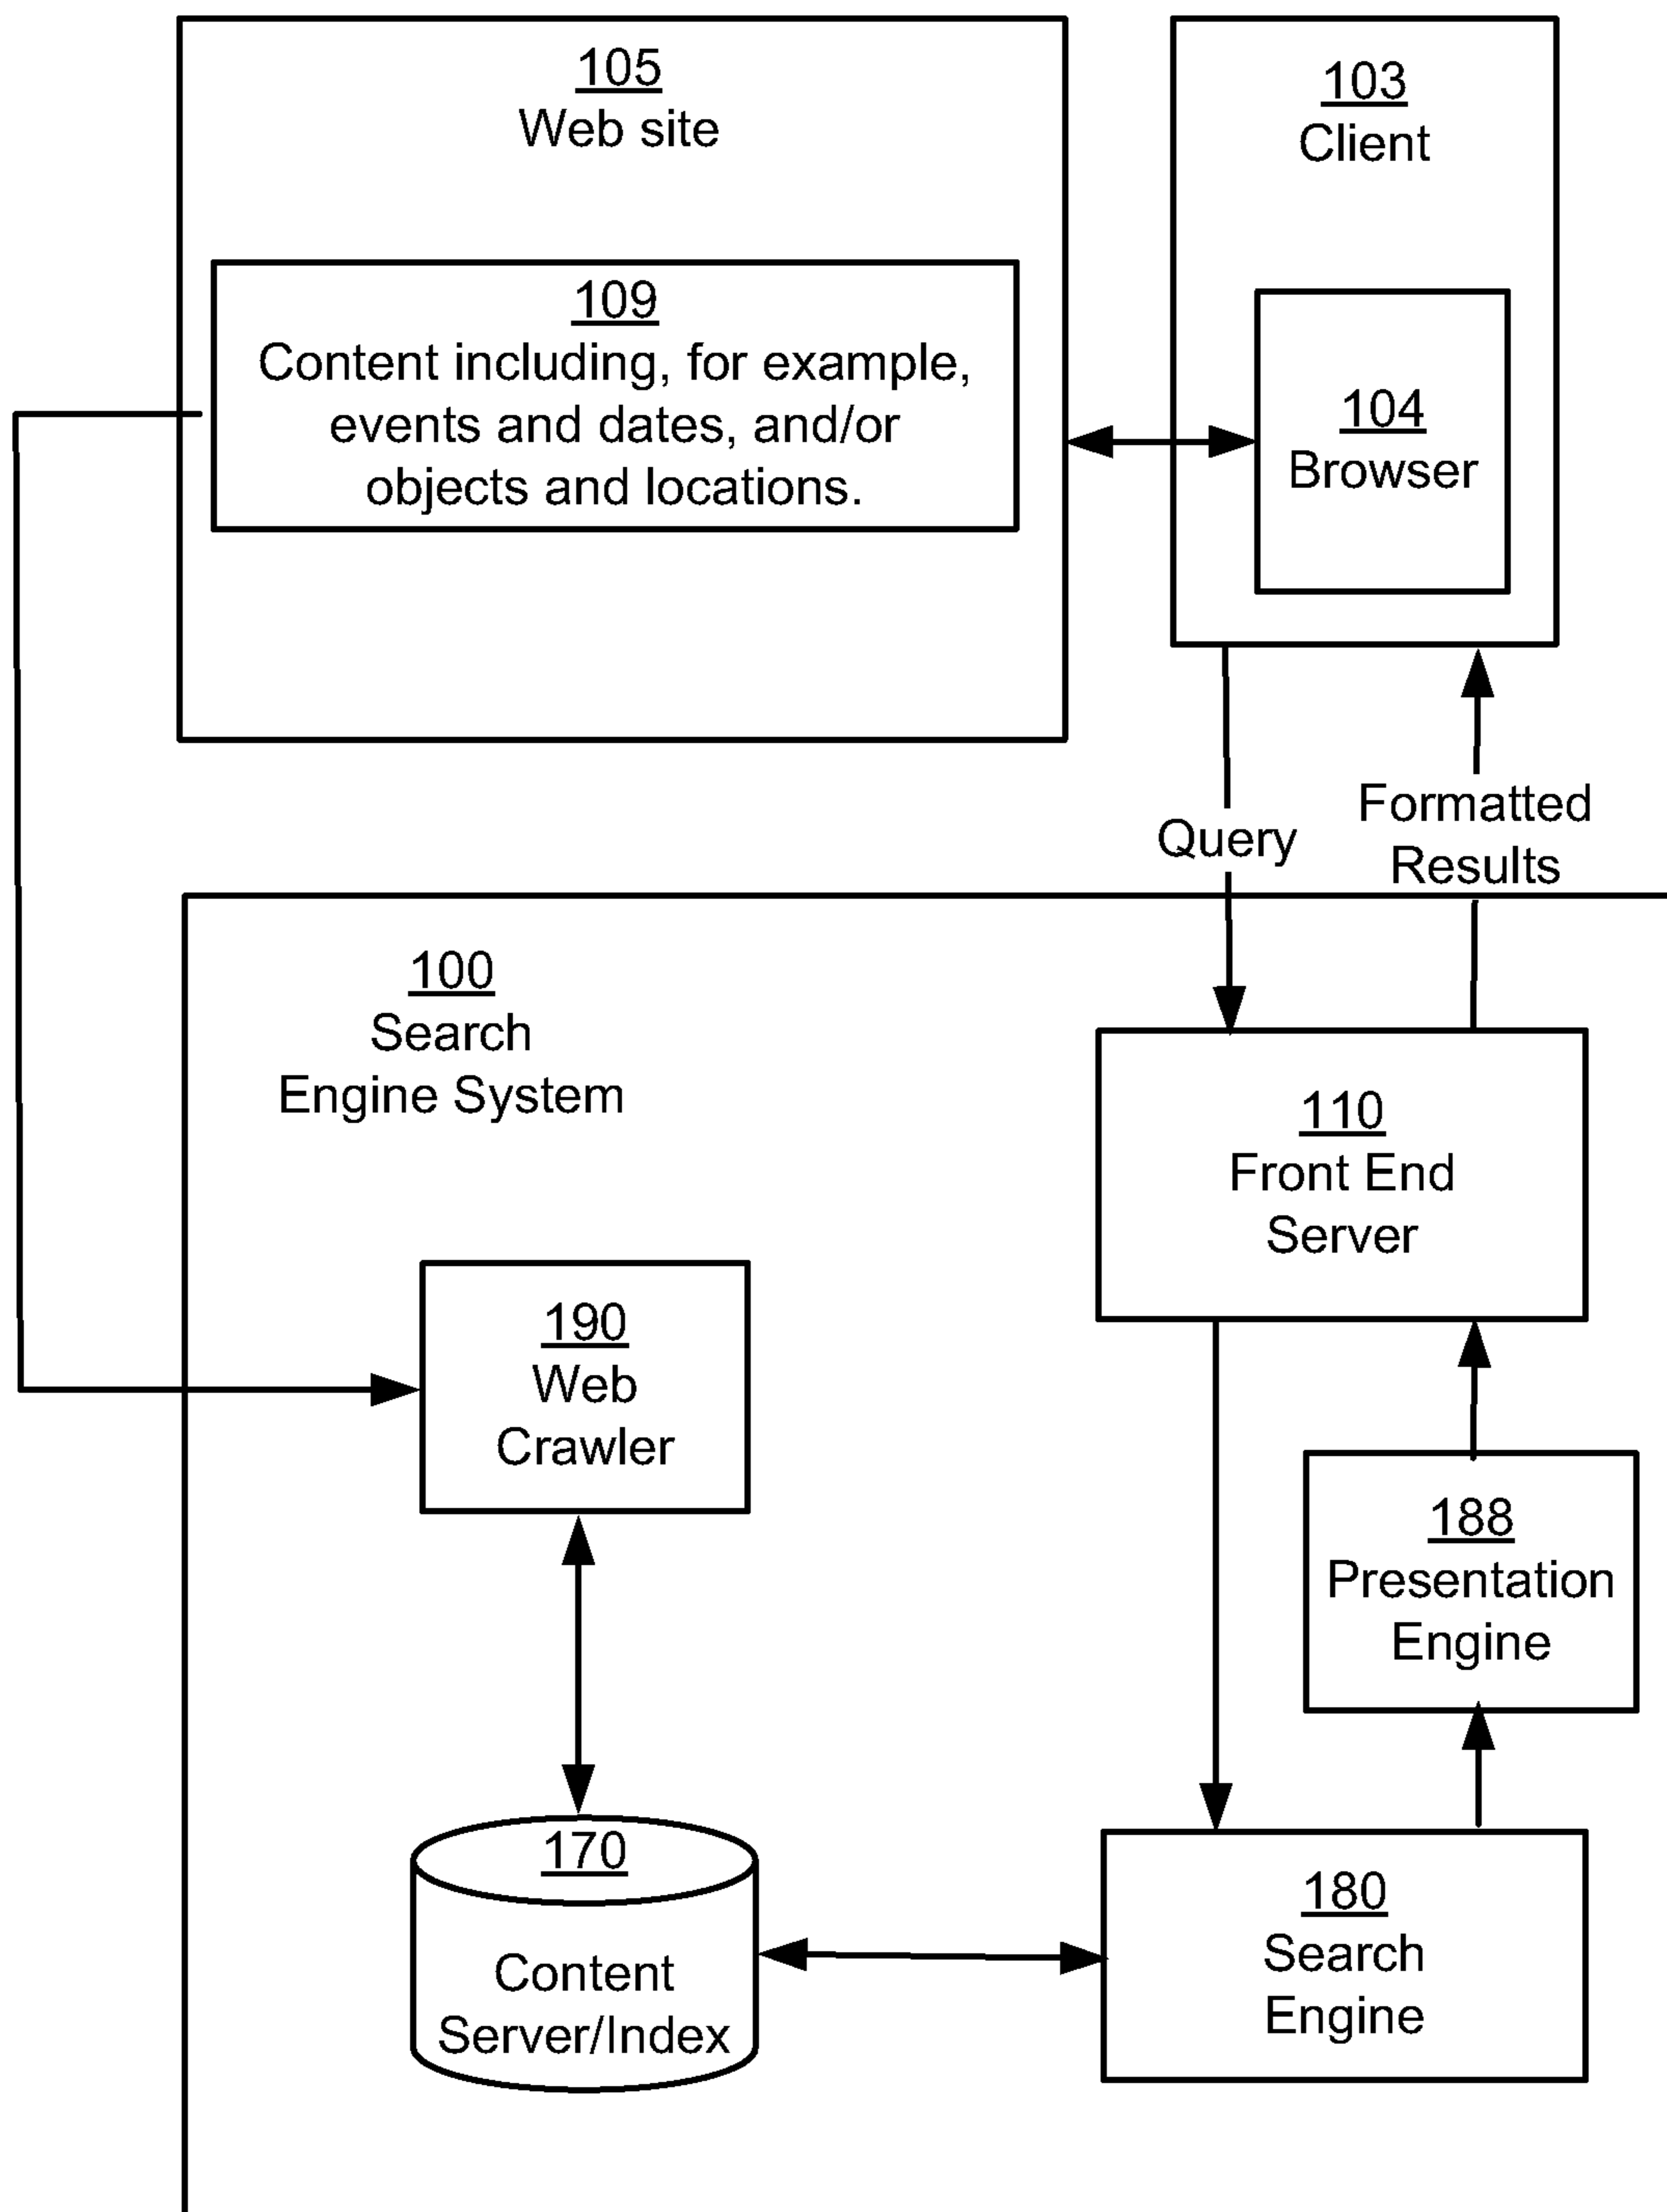 105
Web site
109
Content including, for example,
events and dates, and/or
objects and locations.
103
Client
104
Browser
Query
Formatted
Results
100
Search
Engine System
110
Front End
Server
190
Web
Crawler
188
Presentation
Engine
170
Content
Server/Index
180
Search
Engine